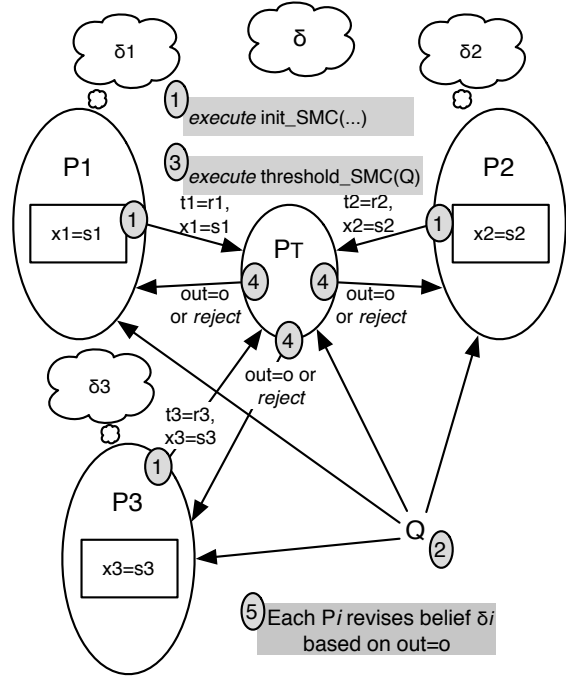 δ1
δ
δ2
1
execute init_SMC(...)
P1
3
execute threshold_SMC(Q)
P2
t1=r1,
x1=s1
t2=r2,
x2=s2
x1=s1
1
PT
1
x2=s2
4
4
out=o
or reject
out=o
or reject
4
δ3
out=o or
reject
t3=r3,
x3=s3
1
P3
Q
2
x3=s3
5
Each Pi revises belief δi
based on out=o